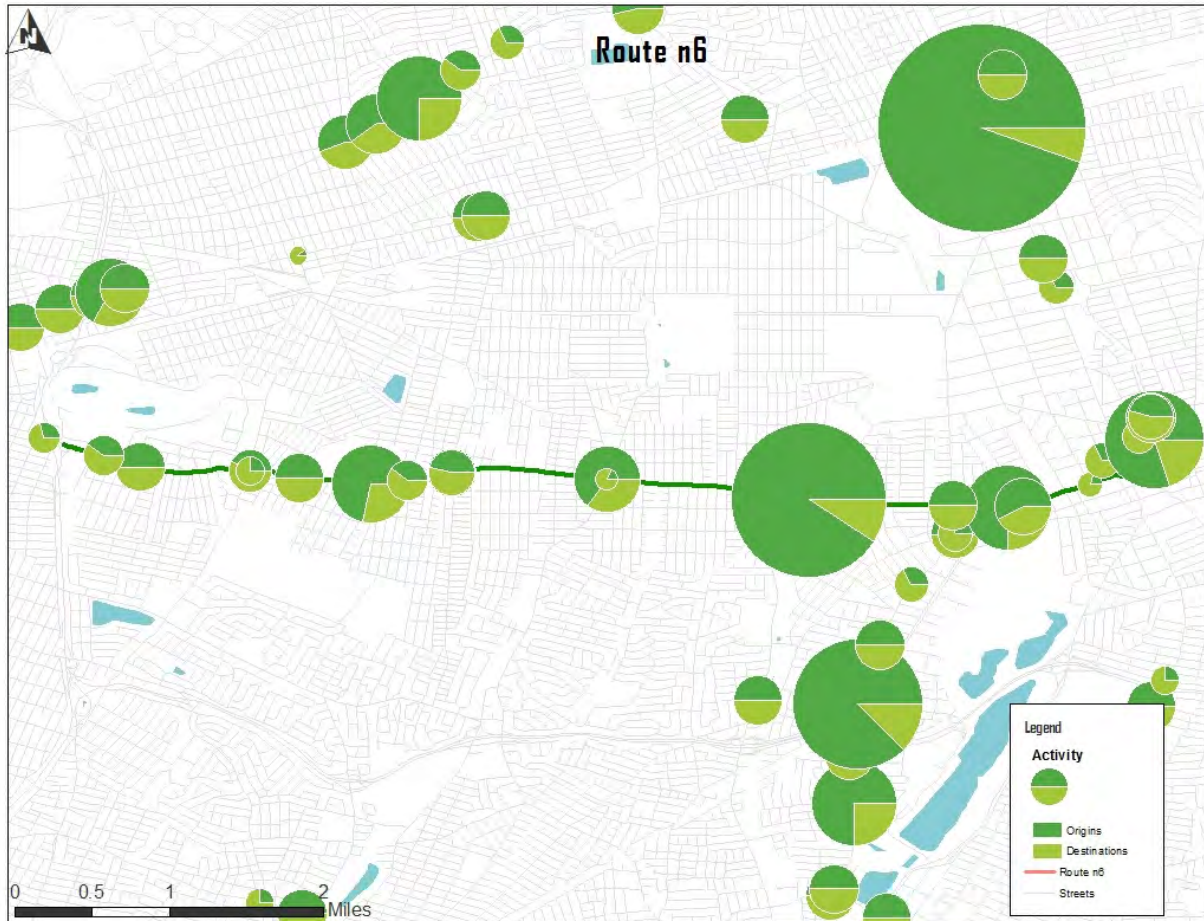 N
Route n6
Legend
Activity
Origins
Destinations
Route n6
Streets
0 0.5 1 2
Miles